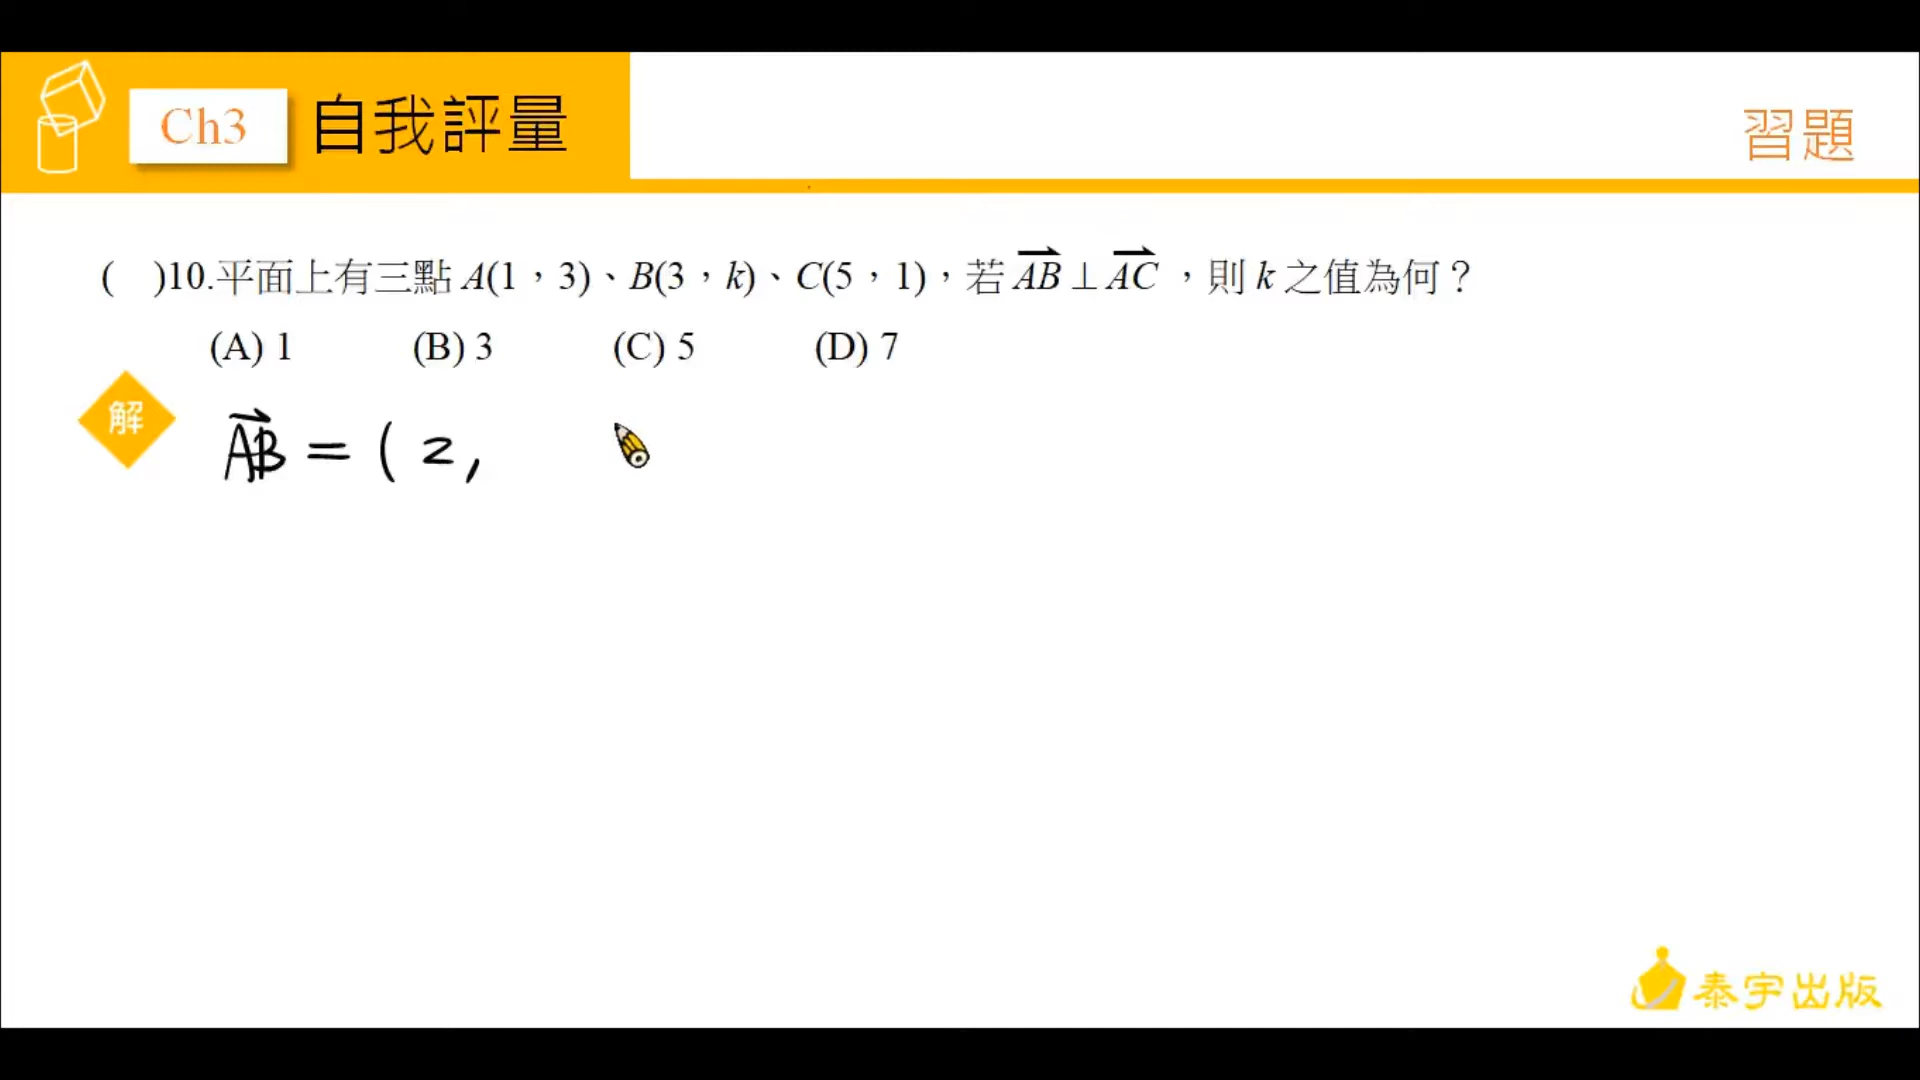 Ch3 自我評量
習題
(  )10.平面上有三點 A(1，3)、B(3，k)、C(5，1)，若 AB⊥AC ，則 k 之值為何？
(A) 1 (B) 3 (C) 5 (D) 7
解
AB = ( 2,
泰宇出版